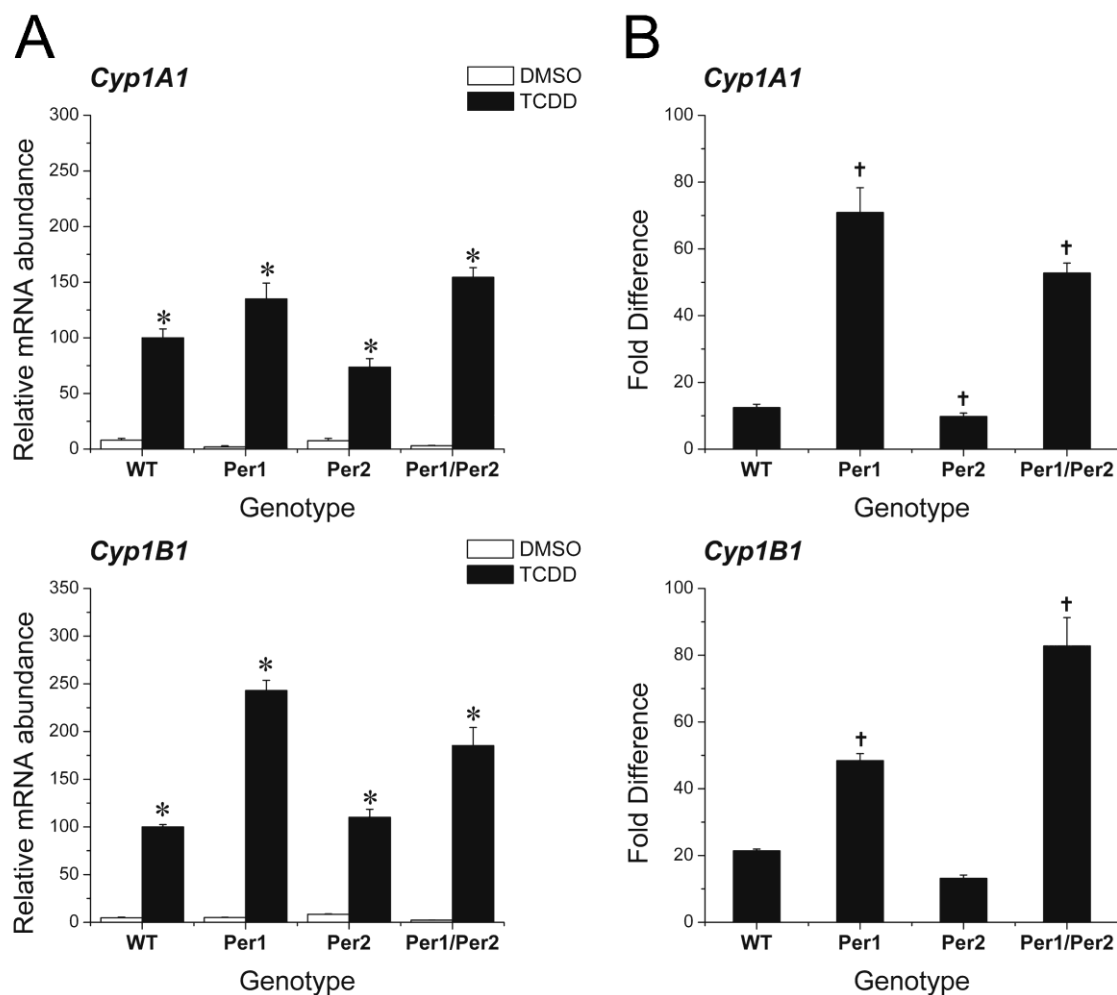 A
Cyp1A1
DMSO
TCDD
300
250
200
150
100
50
0
Relative mRNA abundance
*
*
*
*
WT Per1 Per2 Per1/Per2
Genotype
B
Cyp1A1
100
80
60
40
20
0
Fold Difference
†
†
†
WT Per1 Per2 Per1/Per2
Genotype
Cyp1B1
DMSO
TCDD
350
300
250
200
150
100
50
0
Relative mRNA abundance
*
*
*
*
WT Per1 Per2 Per1/Per2
Genotype
Cyp1B1
100
80
60
40
20
0
Fold Difference
†
†
WT Per1 Per2 Per1/Per2
Genotype